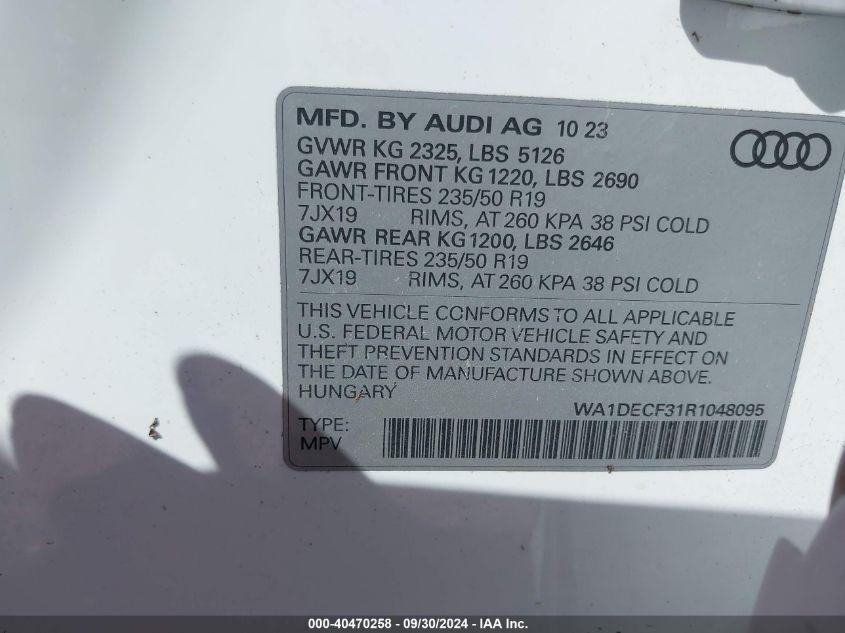 MFD. BY AUDI AG 10 23
GVWR KG 2325, LBS 5126
GAWR FRONT KG 1220, LBS 2690
FRONT-TIRES 235/50 R19
7JX19 RIMS, AT 260 KPA 38 PSI COLD
GAWR REAR KG 1200, LBS 2646
REAR-TIRES 235/50 R19
7JX19 RIMS, AT 260 KPA 38 PSI COLD
THIS VEHICLE CONFORMS TO ALL APPLICABLE
U.S. FEDERAL MOTOR VEHICLE SAFETY AND
THEFT PREVENTION STANDARDS IN EFFECT ON
THE DATE OF MANUFACTURE SHOWN ABOVE.
HUNGARY
WA1DECF31R1048095
TYPE:
MPV
000-40470258 - 09/30/2024 - IAA Inc.